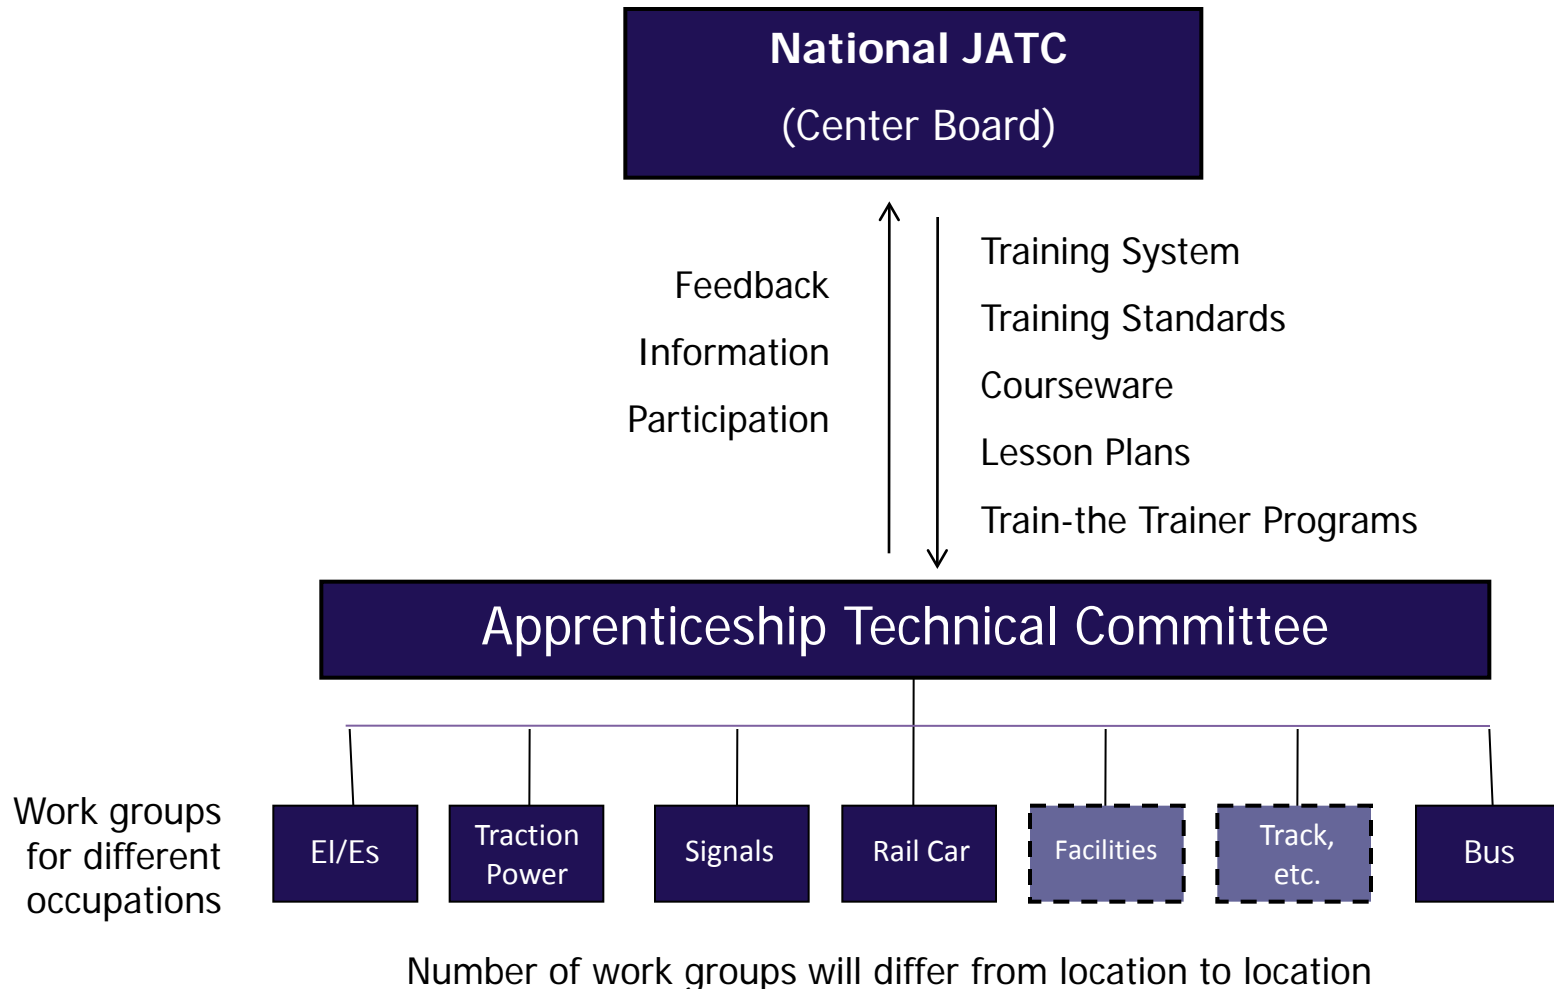 National JATC
(Center Board)
Feedback
Information
Participation
Training System
Training Standards
Courseware
Lesson Plans
Train-the Trainer Programs
Apprenticeship Technical Committee
Work groups
for different
occupations
El/Es
Traction
Power
Signals
Rail Car
Facilities
Track,
etc.
Bus
Number of work groups will differ from location to location